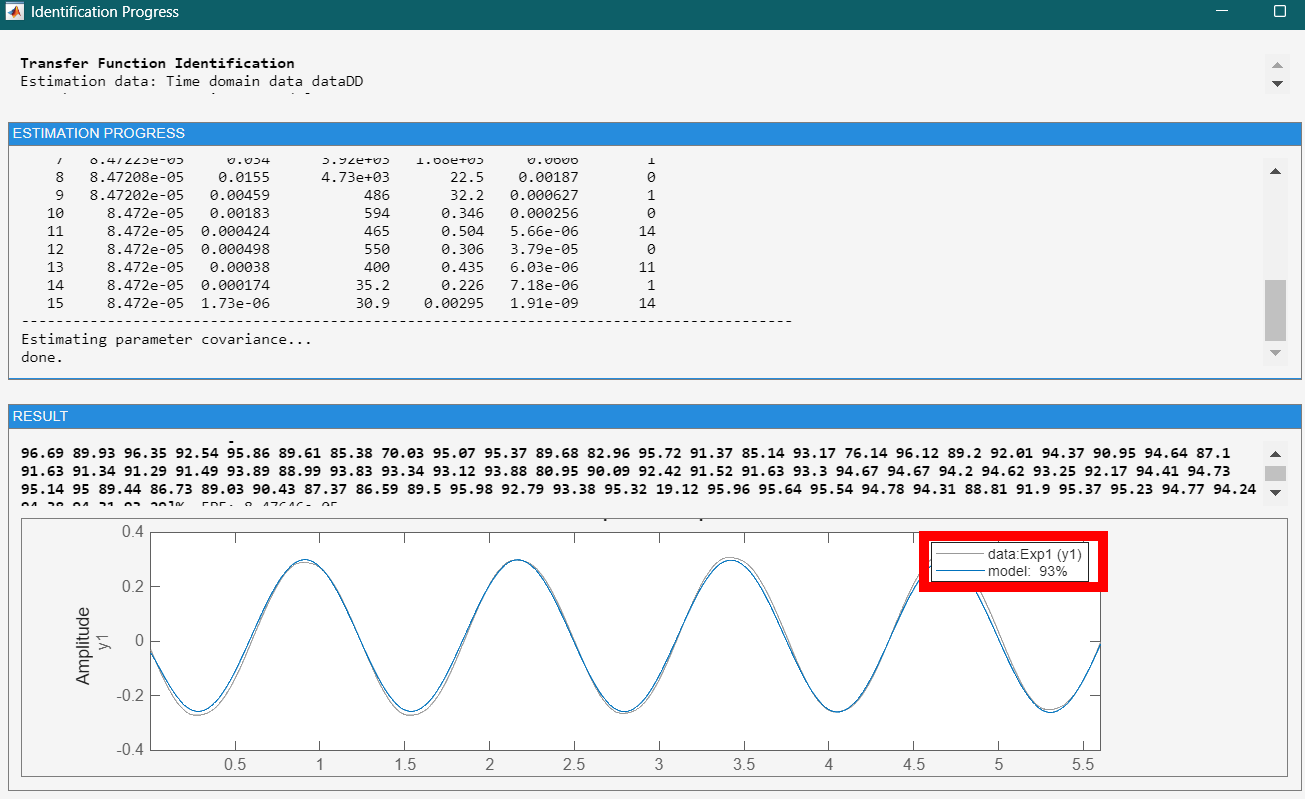 Identification Progress
Transfer Function Identification
Estimation data: Time domain data dataDD
ESTIMATION PROGRESS
7 8.47223e-05 0.034 3.92e+03 1.68e+03 0.0606 1
8 8.47208e-05 0.0155 4.73e+03 22.5 0.00187 0
9 8.47202e-05 0.00459 486 32.2 0.000627 1
10 8.472e-05 0.00183 594 0.346 0.000256 0
11 8.472e-05 0.000424 465 0.504 5.66e-06 14
12 8.472e-05 0.000498 550 0.306 3.79e-05 0
13 8.472e-05 0.00038 400 0.435 6.03e-06 11
14 8.472e-05 0.000174 35.2 0.226 7.18e-06 1
15 8.472e-05 1.73e-06 30.9 0.00295 1.91e-09 14
------------------------------------------------------------------------------------------
Estimating parameter covariance...
done.
RESULT
96.69 89.93 96.35 92.54 95.86 89.61 85.38 70.03 95.07 95.37 89.68 82.96 95.72 91.37 85.14 93.17 76.14 96.12 89.2 92.01 94.37 90.95 94.64 87.1
91.63 91.34 91.29 91.49 93.89 88.99 93.83 93.34 93.12 93.88 80.95 90.09 92.42 91.52 91.63 93.3 94.67 94.67 94.2 94.62 93.25 92.17 94.41 94.73
95.14 95 89.44 86.73 89.03 90.43 87.37 86.59 89.5 95.98 92.79 93.38 95.32 19.12 95.96 95.64 95.54 94.78 94.31 88.81 91.9 95.37 95.23 94.77 94.24
data:Exp1 (y1)
model: 93%
Amplitude
y1
0.4
0.2
0
-0.2
-0.4
0.5 1 1.5 2 2.5 3 3.5 4 4.5 5 5.5